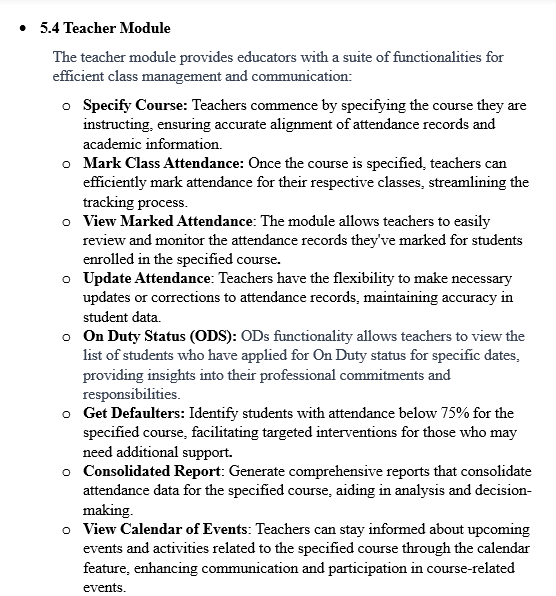 • 5.4 Teacher Module
The teacher module provides educators with a suite of functionalities for
efficient class management and communication:
o Specify Course: Teachers commence by specifying the course they are
instructing, ensuring accurate alignment of attendance records and
academic information.
o Mark Class Attendance: Once the course is specified, teachers can
efficiently mark attendance for their respective classes, streamlining the
tracking process.
o View Marked Attendance: The module allows teachers to easily
review and monitor the attendance records they've marked for students
enrolled in the specified course.
o Update Attendance: Teachers have the flexibility to make necessary
updates or corrections to attendance records, maintaining accuracy in
student data.
o On Duty Status (ODS): ODs functionality allows teachers to view the
list of students who have applied for On Duty status for specific dates,
providing insights into their professional commitments and
responsibilities.
o Get Defaulters: Identify students with attendance below 75% for the
specified course, facilitating targeted interventions for those who may
need additional support.
o Consolidated Report: Generate comprehensive reports that consolidate
attendance data for the specified course, aiding in analysis and decision-
making.
o View Calendar of Events: Teachers can stay informed about upcoming
events and activities related to the specified course through the calendar
feature, enhancing communication and participation in course-related
events.